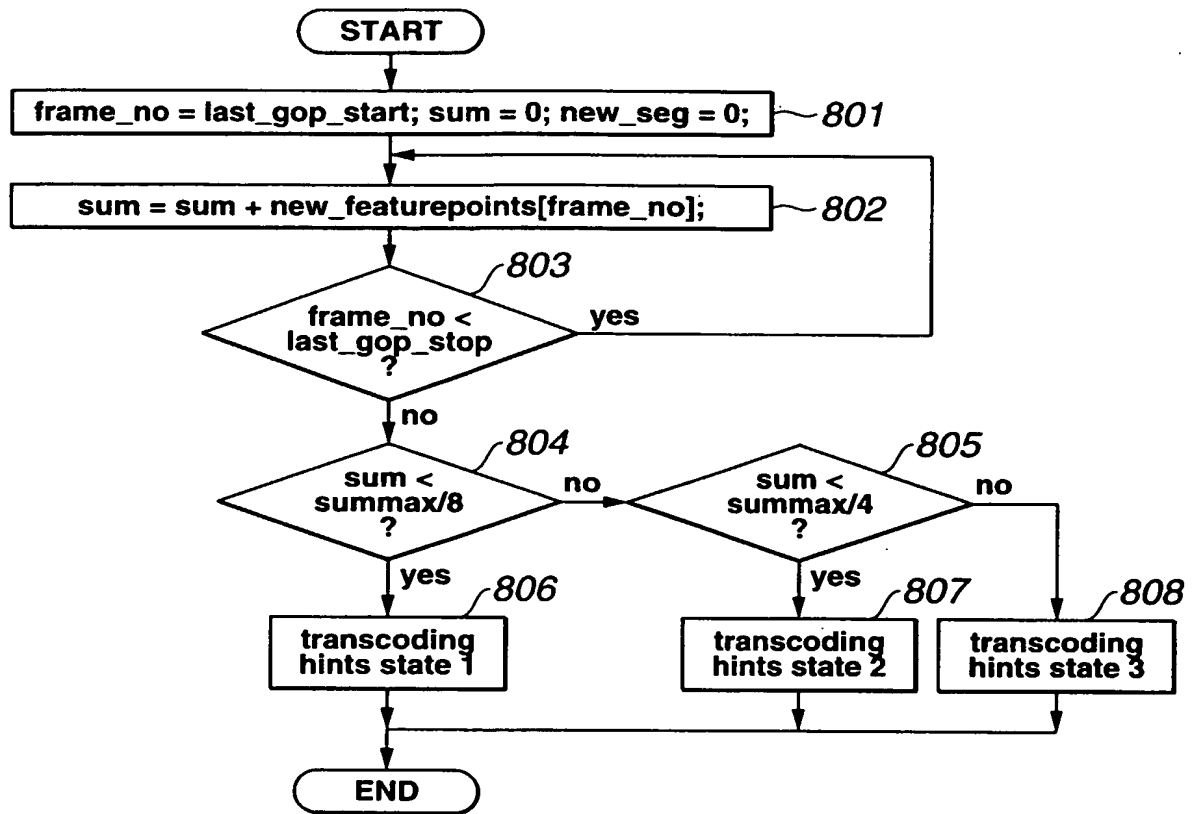 START
frame_no = last_gop_start; sum = 0; new_seg = 0;
801
sum = sum + new_featurepoints[frame_no];
802
803
frame_no <
last_gop_stop
?
yes
no
804
sum <
summax/8
?
no
805
sum <
summax/4
?
no
yes
806
transcoding
hints state 1
yes
807
transcoding
hints state 2
808
transcoding
hints state 3
END